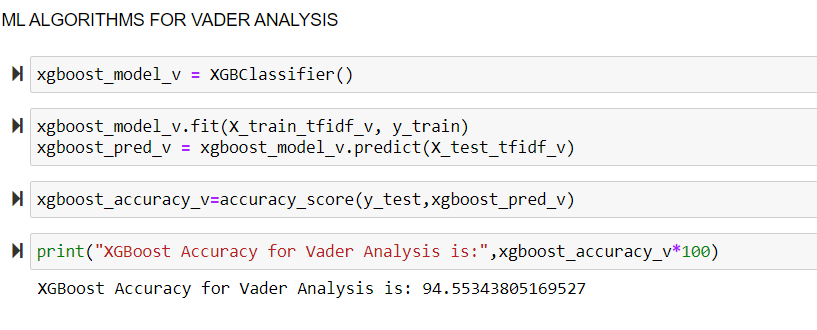 ML ALGORITHMS FOR VADER ANALYSIS
xgboost_model_v = XGBClassifier()
xgboost_model_v.fit(X_train_tfidf_v, y_train)
xgboost_pred_v = xgboost_model_v.predict(X_test_tfidf_v)
xgboost_accuracy_v=accuracy_score(y_test,xgboost_pred_v)
print("XGBoost Accuracy for Vader Analysis is:",xgboost_accuracy_v*100)
XGBoost Accuracy for Vader Analysis is: 94.55343805169527